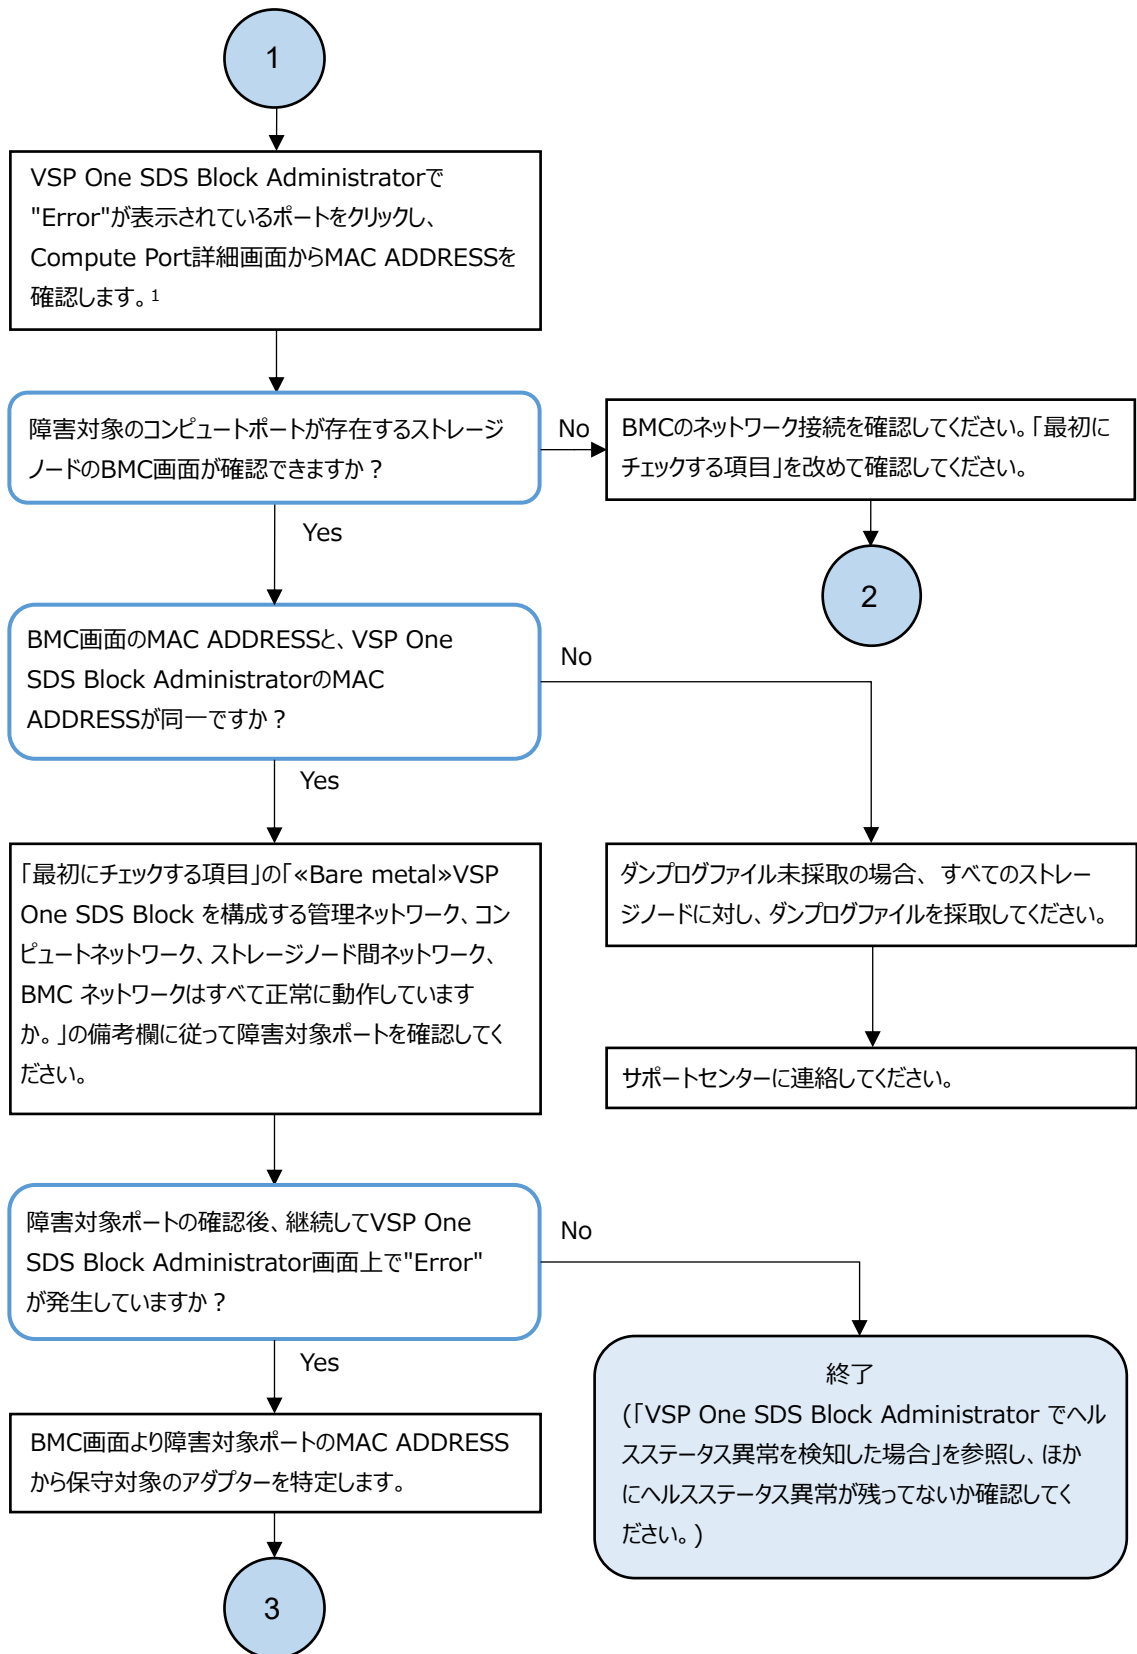 1
VSP One SDS Block Administratorで
"Error"が表示されているポートをクリックし、
Compute Port詳細画面からMAC ADDRESSを
確認します。1
障害対象のコンピュートポートが存在するストレージ
ノードのBMC画面が確認できますか？
No
BMCのネットワーク接続を確認してください。「最初に
チェックする項目」を改めて確認してください。
Yes
2
BMC画面のMAC ADDRESSと、VSP One
SDS Block AdministratorのMAC
ADDRESSが同一ですか？
No
Yes
「最初にチェックする項目」の「«Bare metal»VSP
One SDS Block を構成する管理ネットワーク、コン
ピュートネットワーク、ストレージノード間ネットワーク、
BMC ネットワークはすべて正常に動作しています
か。」の備考欄に従って障害対象ポートを確認してく
ださい。
ダンプログファイル未採取の場合、すべてのストレー
ジノードに対し、ダンプログファイルを採取してください。
サポートセンターに連絡してください。
障害対象ポートの確認後、継続してVSP One
SDS Block Administrator画面上で"Error"
が発生していますか？
No
Yes
終了
(「VSP One SDS Block Administrator でヘル
スステータス異常を検知した場合」を参照し、ほか
にヘルスステータス異常が残ってないか確認してく
ださい。)
BMC画面より障害対象ポートのMAC ADDRESS
から保守対象のアダプターを特定します。
3